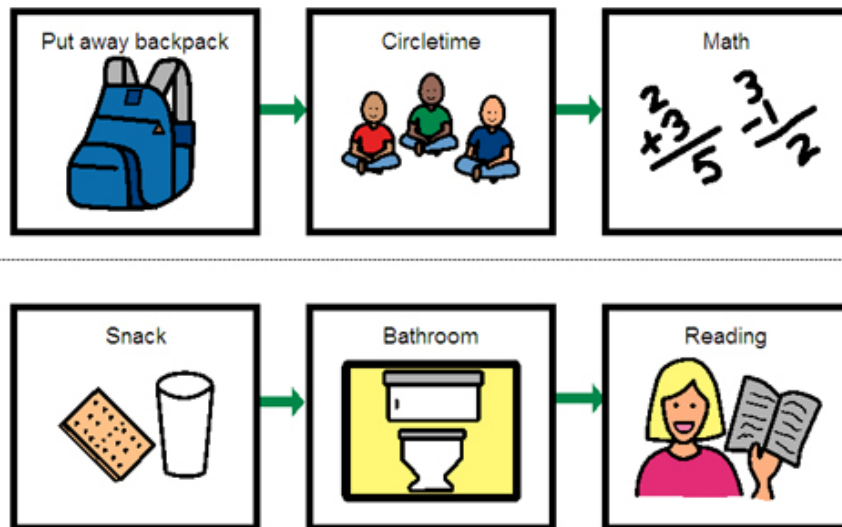 Put away backpack
Circletime
Math
2
+3
5
3
-1
2
Snack
Bathroom
Reading